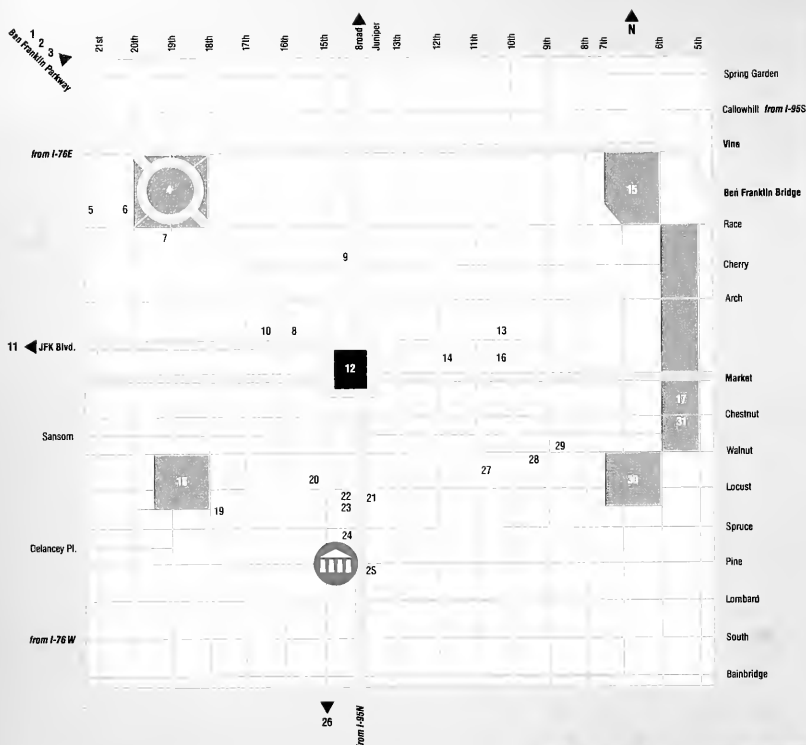 1
2
3
Ben Franklin Parkway
21st
20th
19th
18th
17th
16th
15th
Broad
Juniper
13th
12th
11th
10th
9th
8th
7th
N
6th
5th
Spring Garden
Callowhill from I-95S
Vine
from I-76E
4
15
Ben Franklin Bridge
5
6
Race
7
9
Cherry
Arch
10
8
13
11
JFK Blvd.
12
14
16
Market
17
Chestnut
31
Sansom
29
Walnut
28
27
18
20
30
Locust
22
21
23
19
Spruce
24
Delancey Pl.
25
Pine
Lombard
from I-76W
South
Bainbridge
26
from I-95N